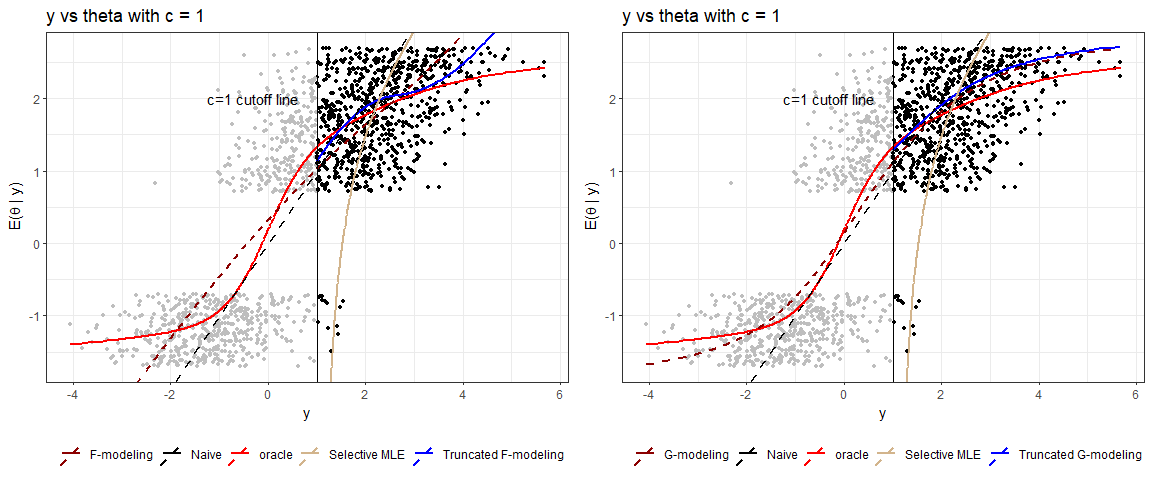 y vs theta with c = 1
E(θ | y)
2
1
0
-1
c=1 cutoff line
-4 -2 0 2 4 6
y
F-modeling Naive oracle Selective MLE Truncated F-modeling
y vs theta with c = 1
E(θ | y)
2
1
0
-1
c=1 cutoff line
-4 -2 0 2 4 6
y
G-modeling Naive oracle Selective MLE Truncated G-modeling